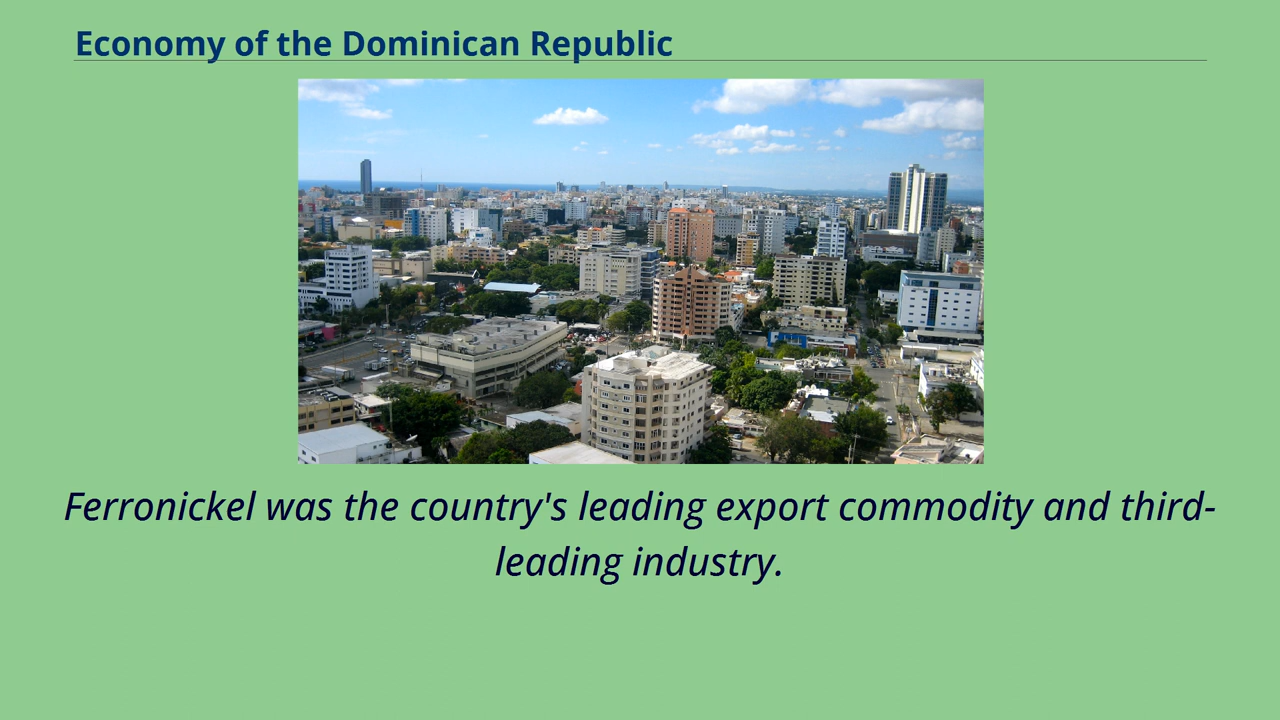 Economy of the Dominican Republic
Ferronickel was the country's leading export commodity and third-
leading industry.